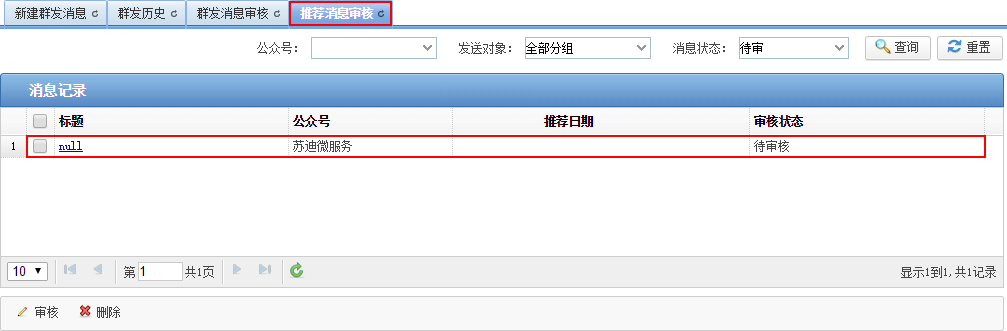 新建群发消息 群发历史 群发消息审核 推荐消息审核
公众号： 发送对象： 全部分组 消息状态： 待审 查询 重置
消息记录
标题 公众号 推荐日期 审核状态
1 null 苏迪微服务 待审核
10 第 1 共1页 显示1到1, 共1记录
审核 删除